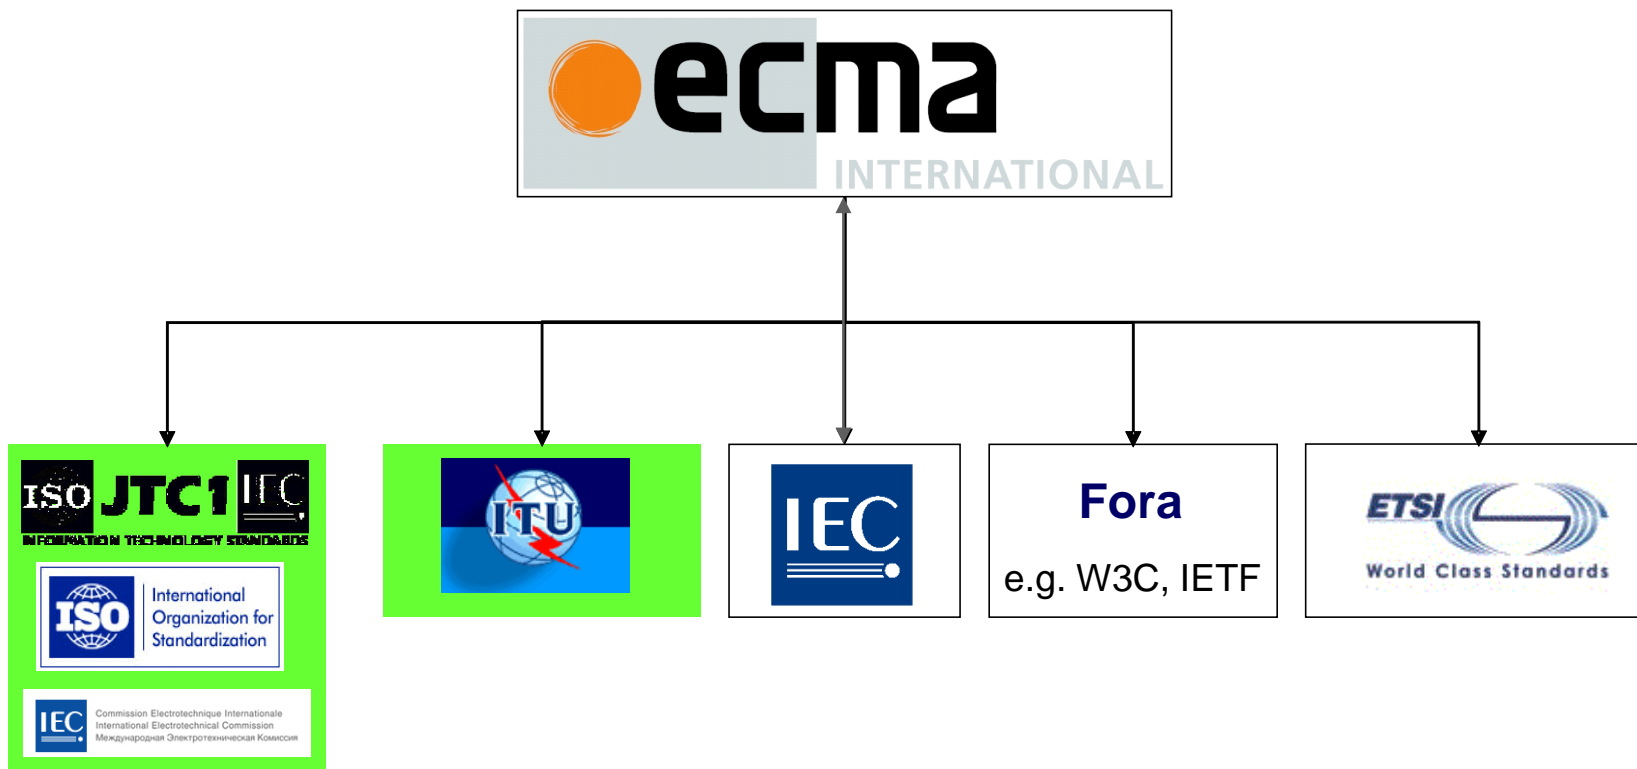 ecma
INTERNATIONAL
ISO JTC1 IEC
INFORMATION TECHNOLOGY STANDARDS
ISO
International
Organization for
Standardization
IEC
Commission Electrotechnique Internationale
International Electrotechnical Commission
Международная Электротехническая Комиссия
ITU
IEC
Fora
e.g. W3C, IETF
ETSI
World Class Standards